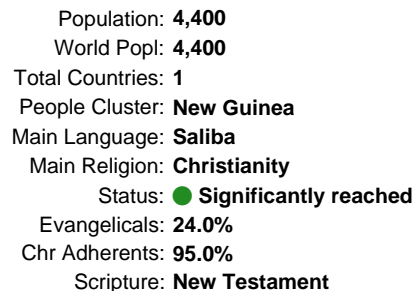 Population: 4,400
World Popl: 4,400
Total Countries: 1
People Cluster: New Guinea
Main Language: Saliba
Main Religion: Christianity
Status: Significantly reached
Evangelicals: 24.0%
Chr Adherents: 95.0%
Scripture: New Testament